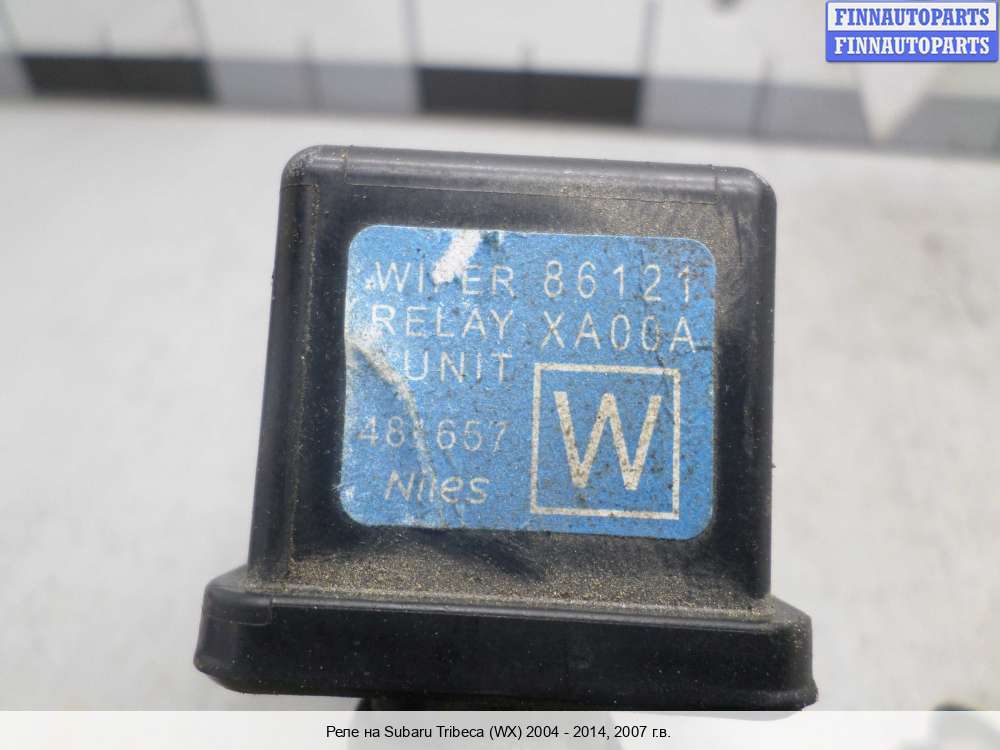 FINNAUTOPARTS
FINNAUTOPARTS
WIPER 86121
RELAY XA00A
UNIT
W
Niles
Реле на Subaru Tribeca (WX) 2004 - 2014, 2007 г.в.